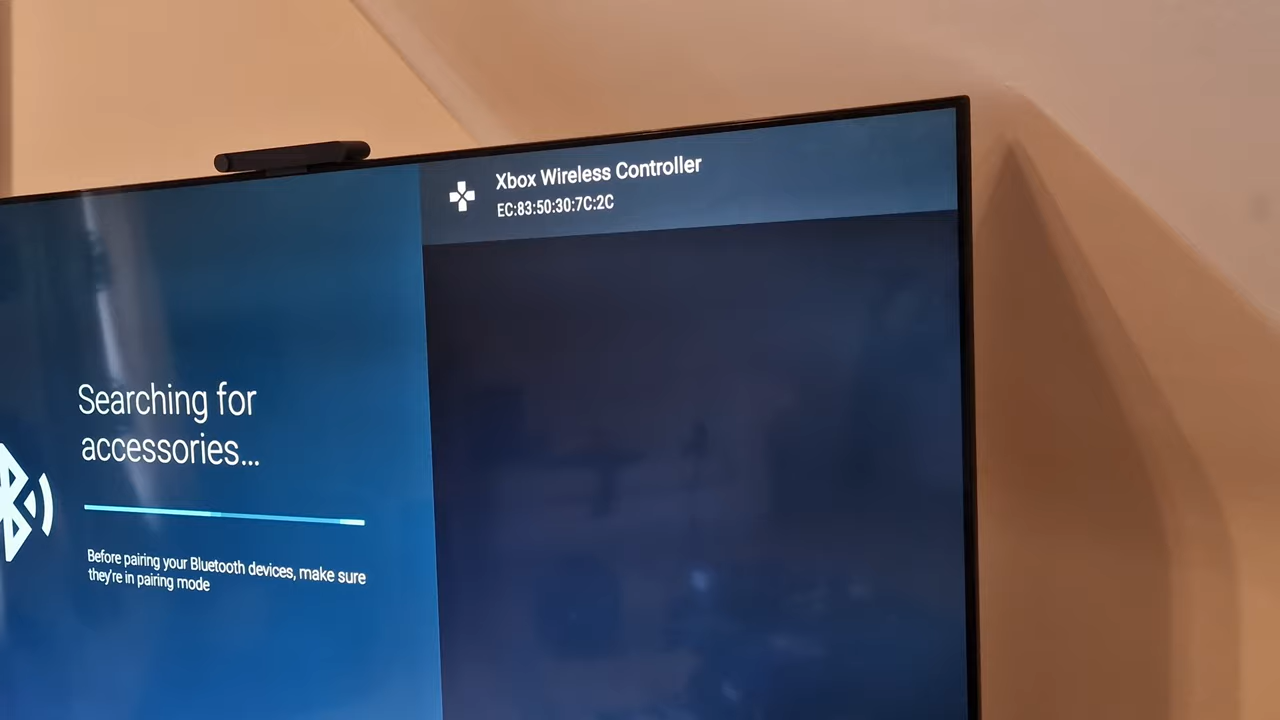 Xbox Wireless Controller
EC:83:50:30:7C:2C
Searching for
accessories...
Before pairing your Bluetooth devices, make sure
they're in pairing mode